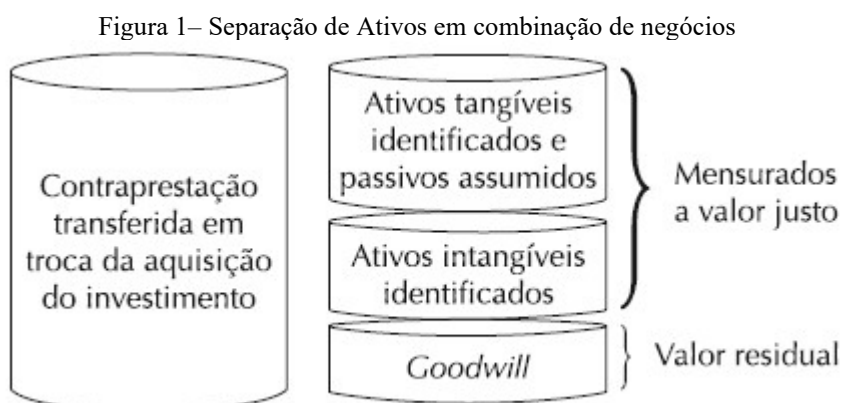 Figura 1– Separação de Ativos em combinação de negócios
Contraprestação
transferida em
troca da aquisição
do investimento
Ativos tangíveis
identificados e
passivos assumidos
Ativos intangíveis
identificados
Goodwill
Mensurados
a valor justo
Valor residual